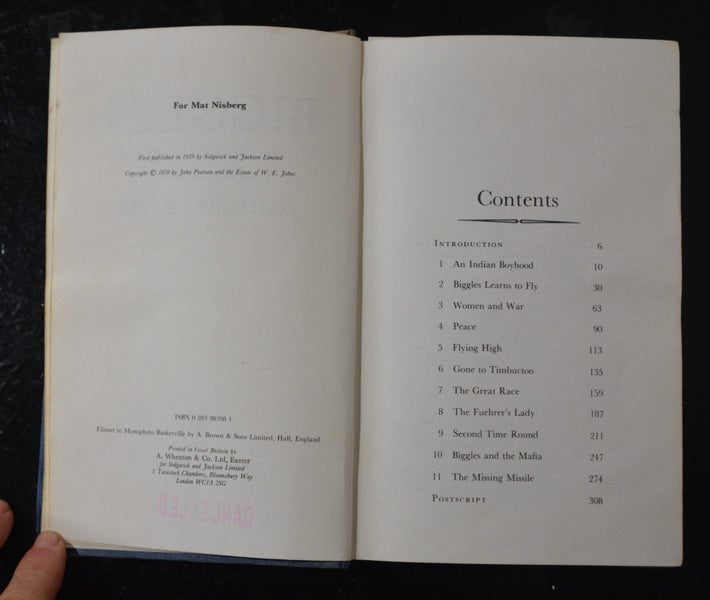 For Mat Nisberg
First published in 1978 by Sidgwick and Jackson Limited
Copyright © 1978 by John Pearson and the Estate of W. E. Johns
ISBN 0 283 98398 1
Filmset in Monophoto Baskerville by A. Brown & Sons Limited, Hull, England
Printed in Great Britain by
A. Wheaton & Co. Ltd, Exeter
for Sidgwick and Jackson Limited
1 Tavistock Chambers, Bloomsbury Way
London WC1A 2SG
CANCELLED
Contents
INTRODUCTION 6
1 An Indian Boyhood 10
2 Biggles Learns to Fly 30
3 Women and War 63
4 Peace 90
5 Flying High 113
6 Gone to Timbuctoo 135
7 The Great Race 159
8 The Fuehrer's Lady 187
9 Second Time Round 211
10 Biggles and the Mafia 247
11 The Missing Missile 274
POSTSCRIPT 308